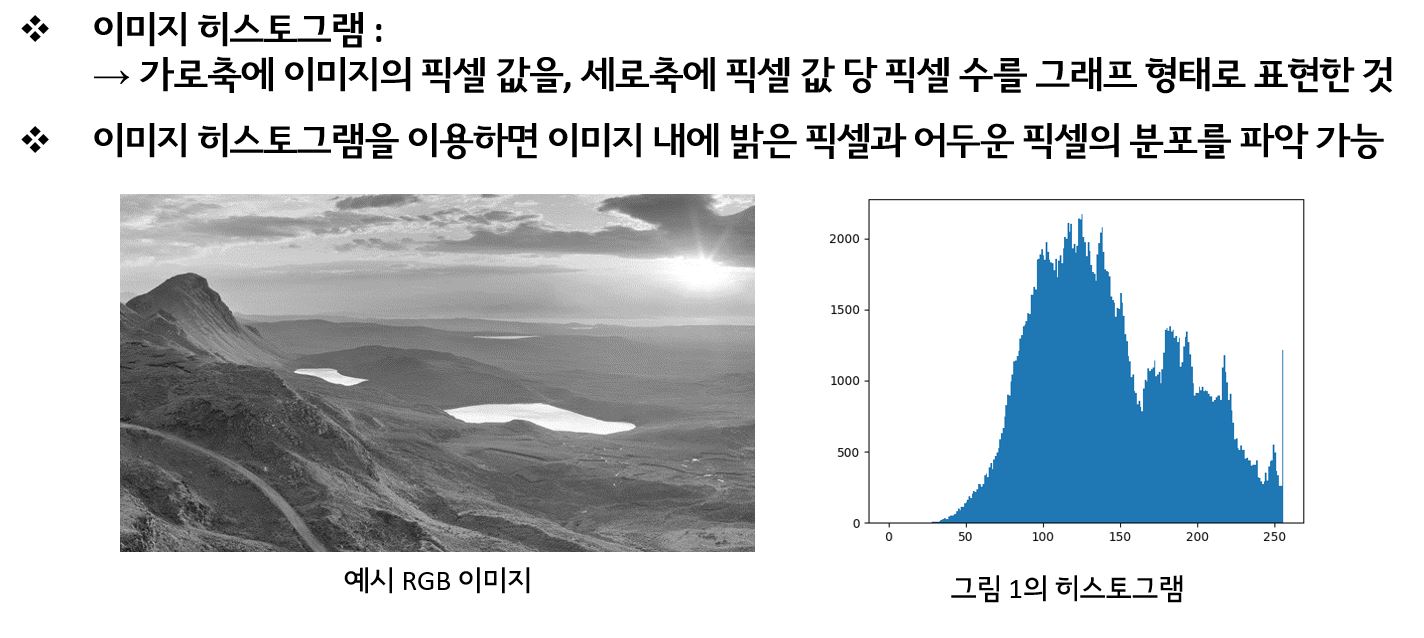 ❖ 이미지 히스토그램 :
→ 가로축에 이미지의 픽셀 값을, 세로축에 픽셀 값 당 픽셀 수를 그래프 형태로 표현한 것
❖ 이미지 히스토그램을 이용하면 이미지 내에 밝은 픽셀과 어두운 픽셀의 분포를 파악 가능
2000
1500
1000
500
0
0 50 100 150 200 250
예시 RGB 이미지
그림 1의 히스토그램